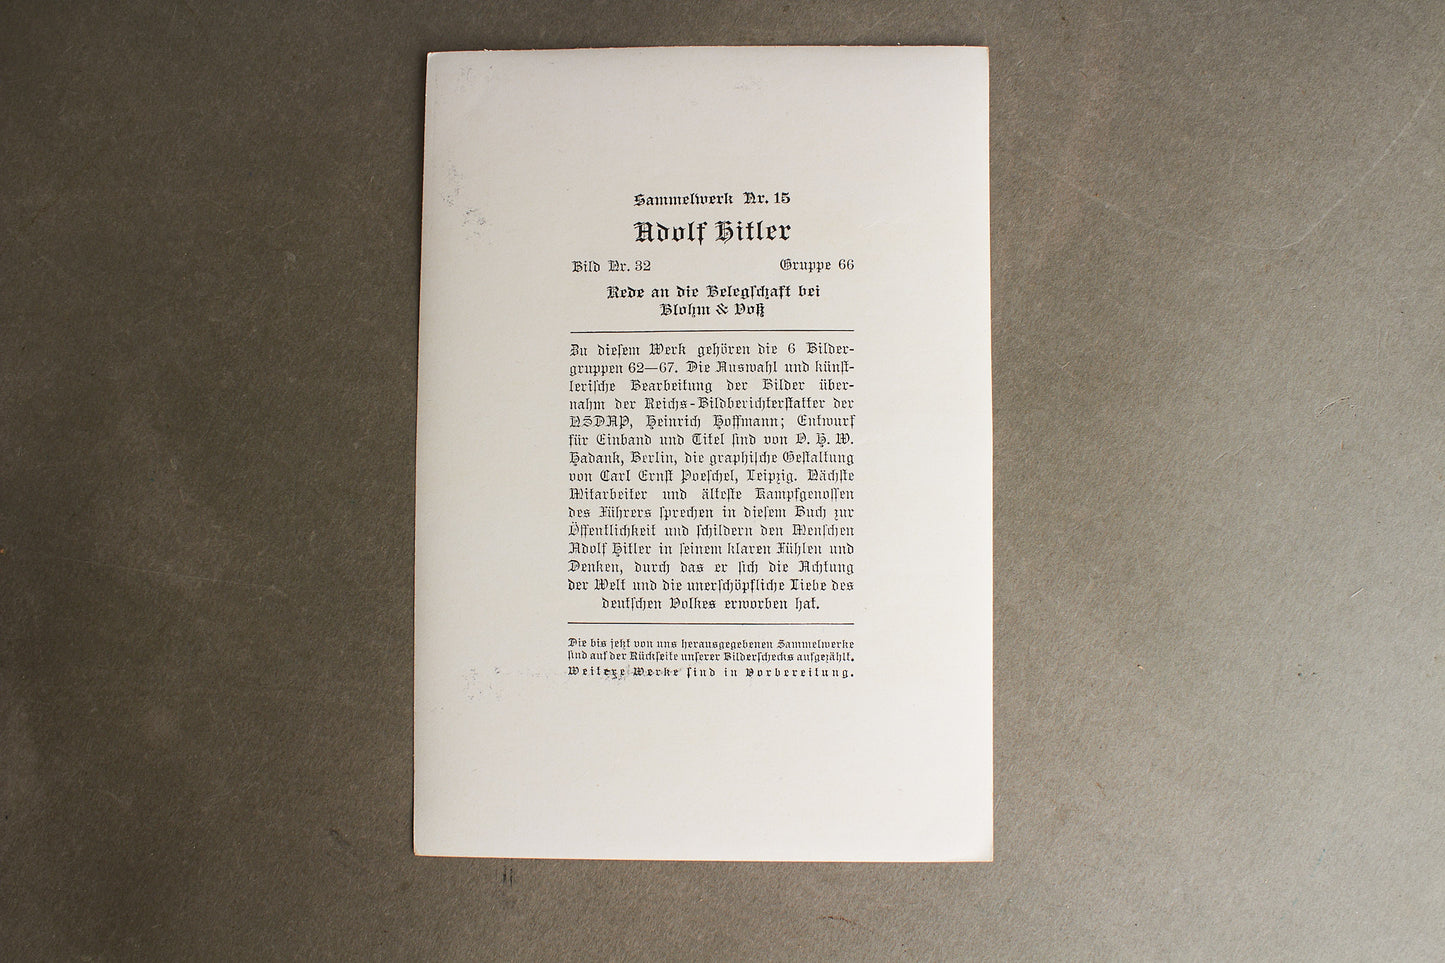 Sammelwerk Nr. 15
Adolf Hitler
Bild Nr. 32 Gruppe 66
Rede an die Belegschaft bei
Blohm & Voß
Zu diesem Werk gehören die 6 Bilder-
gruppen 62—67. Die Auswahl und künst-
lerische Bearbeitung der Bilder über-
nahm der Reichs-Bildberichterstatter der
NSDAP, Heinrich Hoffmann; Entwurf
für Einband und Titel sind von O. H. W.
Hadank, Berlin, die graphische Gestaltung
von Carl Ernst Poeschel, Leipzig. Nächste
Mitarbeiter und älteste Kampfgenossen
des Führers sprechen in diesem Buch zur
Öffentlichkeit und schildern den Menschen
Adolf Hitler in seinem klaren Fühlen und
Denken, durch das er sich die Achtung
der Welt und die unerschöpfliche Liebe des
deutschen Volkes erworben hat.
Die bis jetzt von uns herausgegebenen Sammelwerke
sind auf der Rückseite unserer Bilderschecks aufgezählt.
Weitere Werke sind in Vorbereitung.